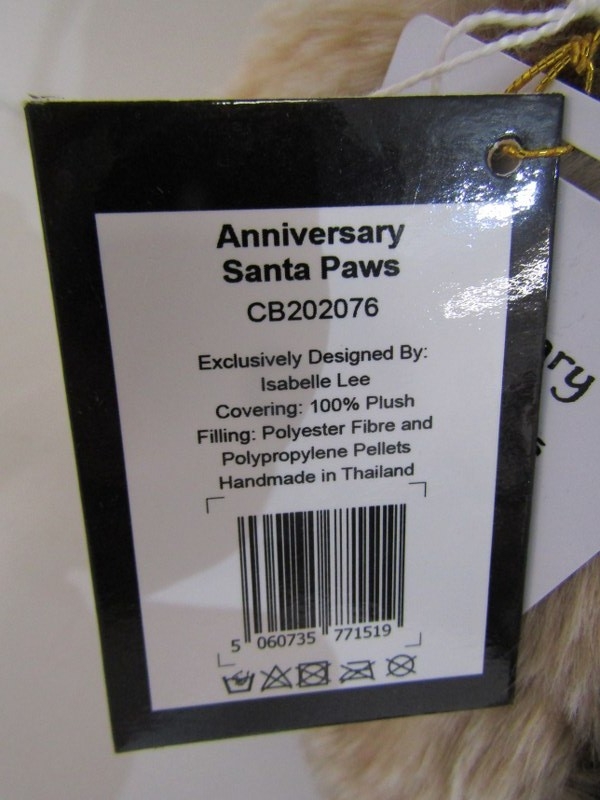 Anniversary
Santa Paws
CB202076
Exclusively Designed By:
Isabelle Lee
Covering: 100% Plush
Filling: Polyester Fibre and
Polypropylene Pellets
Handmade in Thailand
5 060735 771519